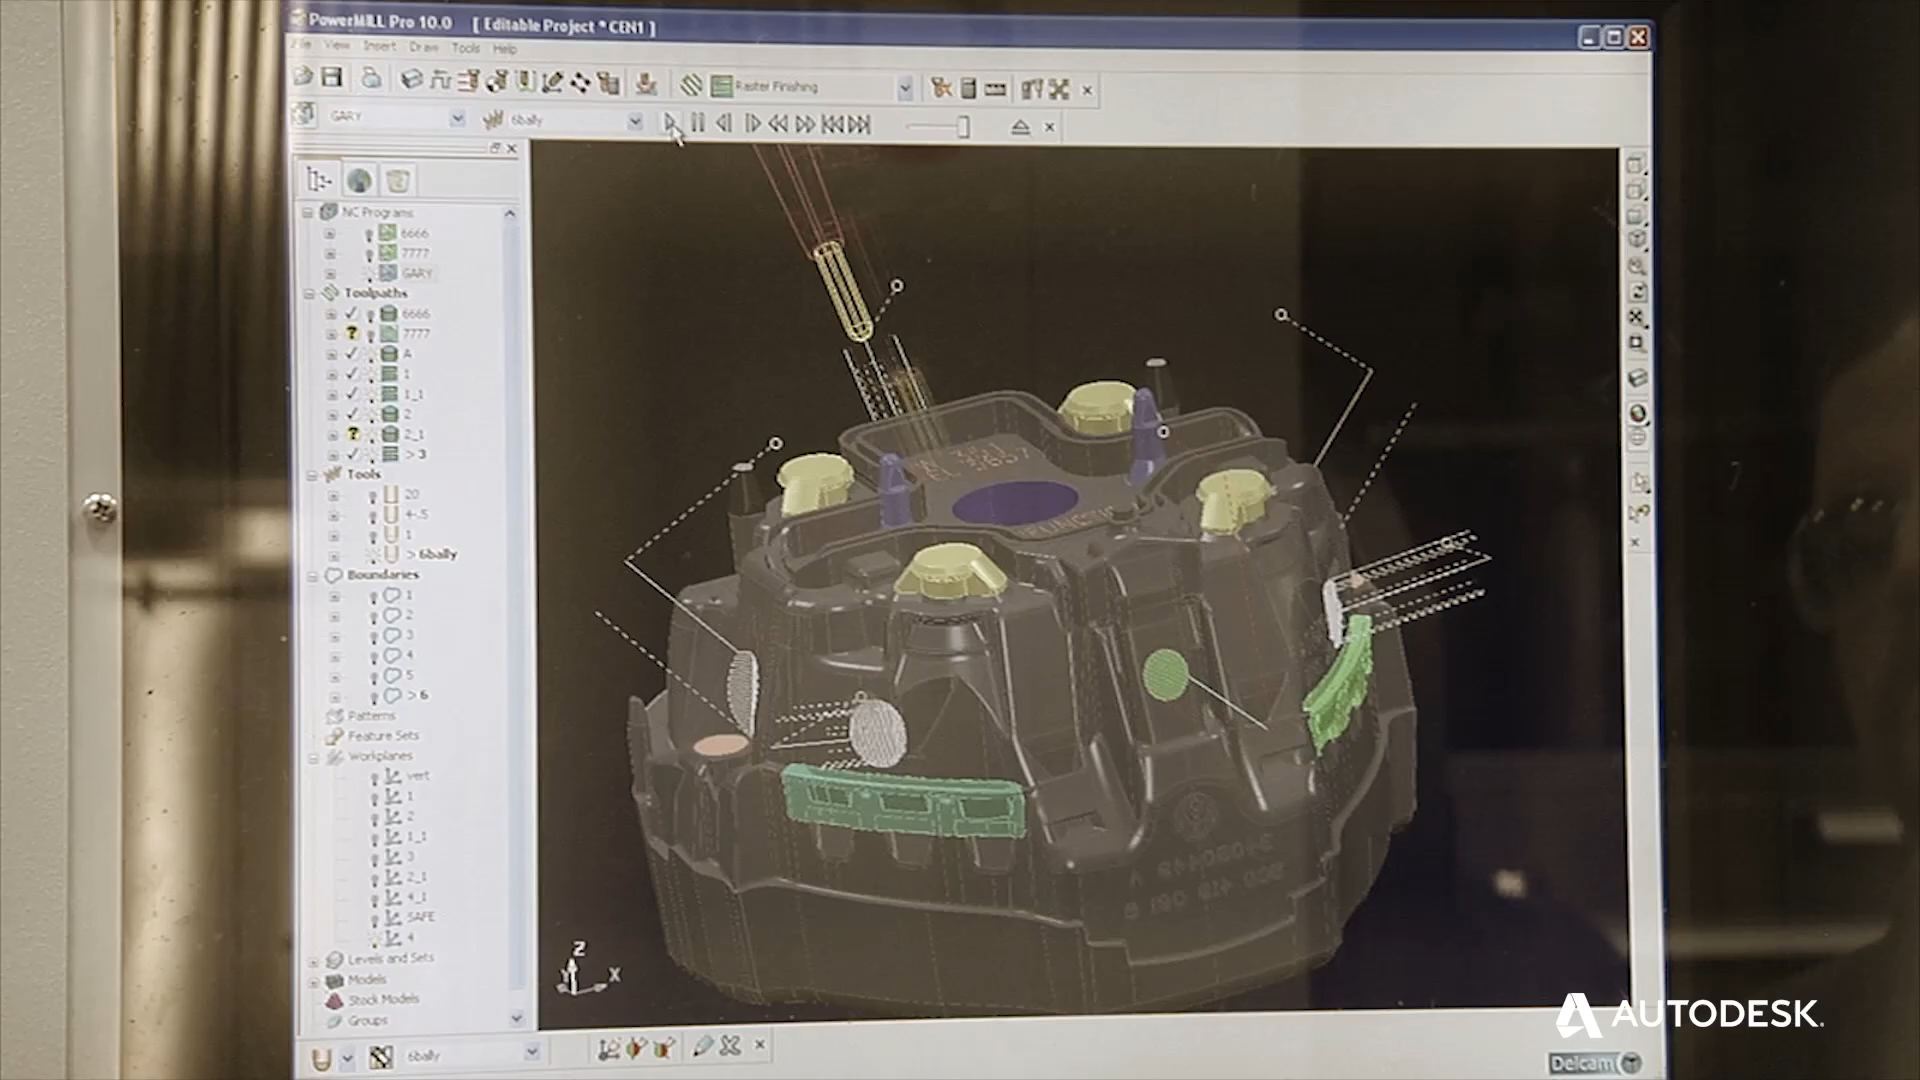 PowerMILL Pro 10.0 [ Editable Project * CEN1 ]
File View Insert Draw Tools Help
Raster Finishing
GARY 6bally
NC Programs
6666
7777
GARY
Toolpaths
6666
7777
A
1
1_1
2
2_1
> 3
Tools
20
4-.5
1
> 6bally
Boundaries
1
2
3
4
5
> 6
Patterns
Feature Sets
Workplanes
vert
1
2
1_1
3
2_1
4_1
SAFE
4
Levels and Sets
Models
Stock Models
Groups
6bally
Z
X
AUTODESK.
Delcam